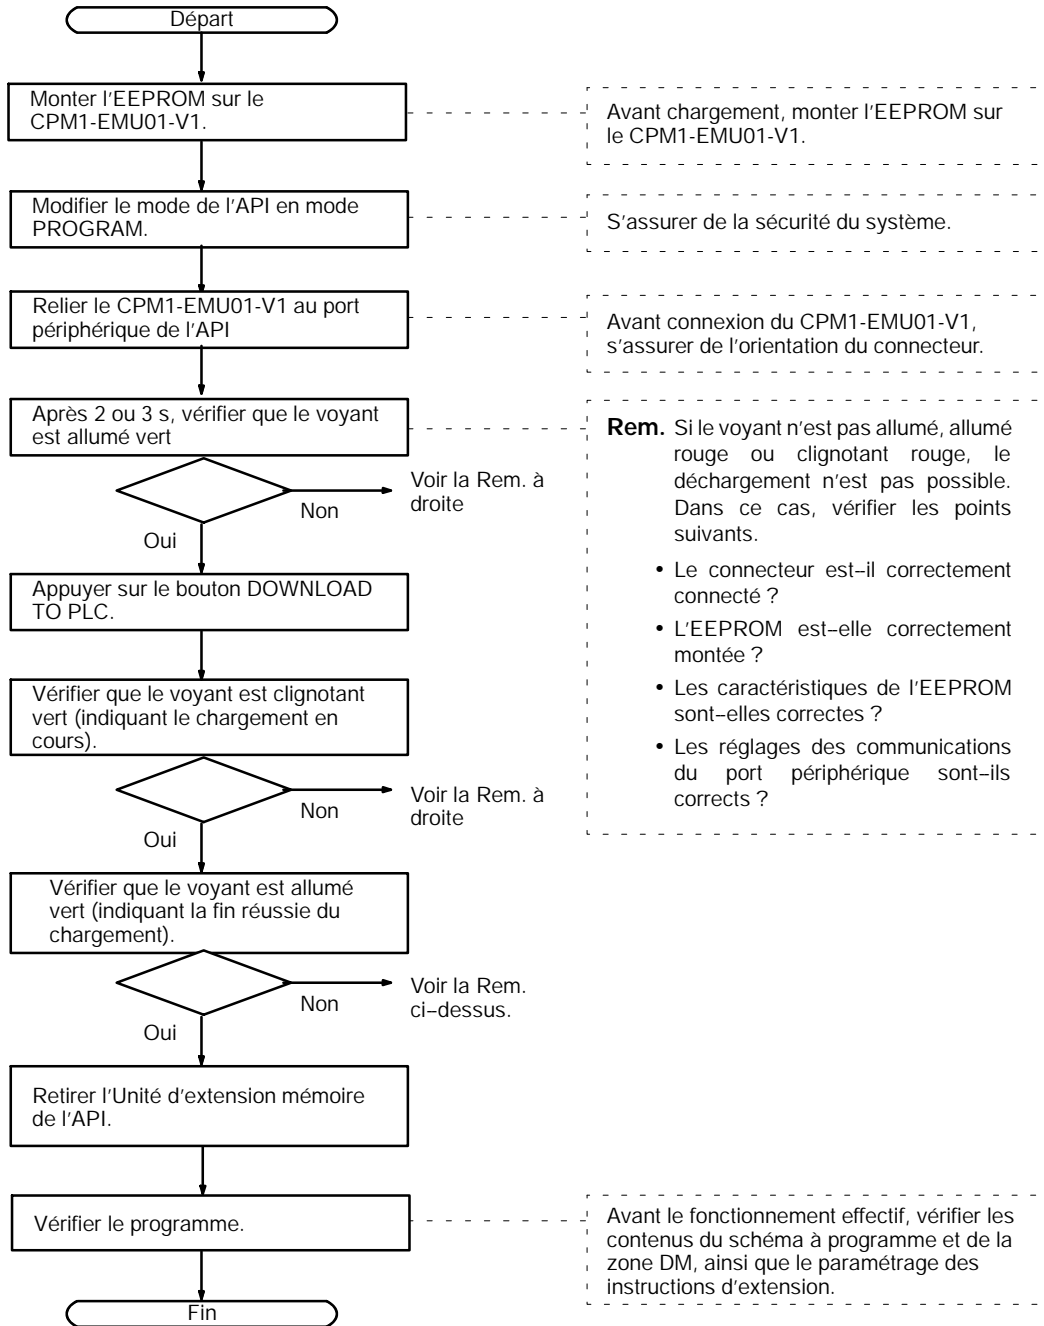 Départ
Monter l'EEPROM sur le
CPM1-EMU01-V1.
Avant chargement, monter l'EEPROM sur
le CPM1-EMU01-V1.
Modifier le mode de l'API en mode
PROGRAM.
S'assurer de la sécurité du système.
Relier le CPM1-EMU01-V1 au port
périphérique de l'API
Avant connexion du CPM1-EMU01-V1,
s'assurer de l'orientation du connecteur.
Après 2 ou 3 s, vérifier que le voyant
est allumé vert
Rem. Si le voyant n'est pas allumé, allumé
rouge ou clignotant rouge, le
déchargement n'est pas possible.
Dans ce cas, vérifier les points
suivants.
• Le connecteur est–il correctement
connecté ?
• L'EEPROM est–elle correctement
montée ?
• Les caractéristiques de l'EEPROM
sont–elles correctes ?
• Les réglages des communications
du port périphérique sont–ils
corrects ?
Non
Voir la Rem. à
droite
Oui
Appuyer sur le bouton DOWNLOAD
TO PLC.
Vérifier que le voyant est clignotant
vert (indiquant le chargement en
cours).
Non
Voir la Rem. à
droite
Oui
Vérifier que le voyant est allumé
vert (indiquant la fin réussie du
chargement).
Non
Voir la Rem.
ci–dessus.
Oui
Retirer l'Unité d'extension mémoire
de l'API.
Vérifier le programme.
Avant le fonctionnement effectif, vérifier les
contenus du schéma à programme et de la
zone DM, ainsi que le paramétrage des
instructions d'extension.
Fin